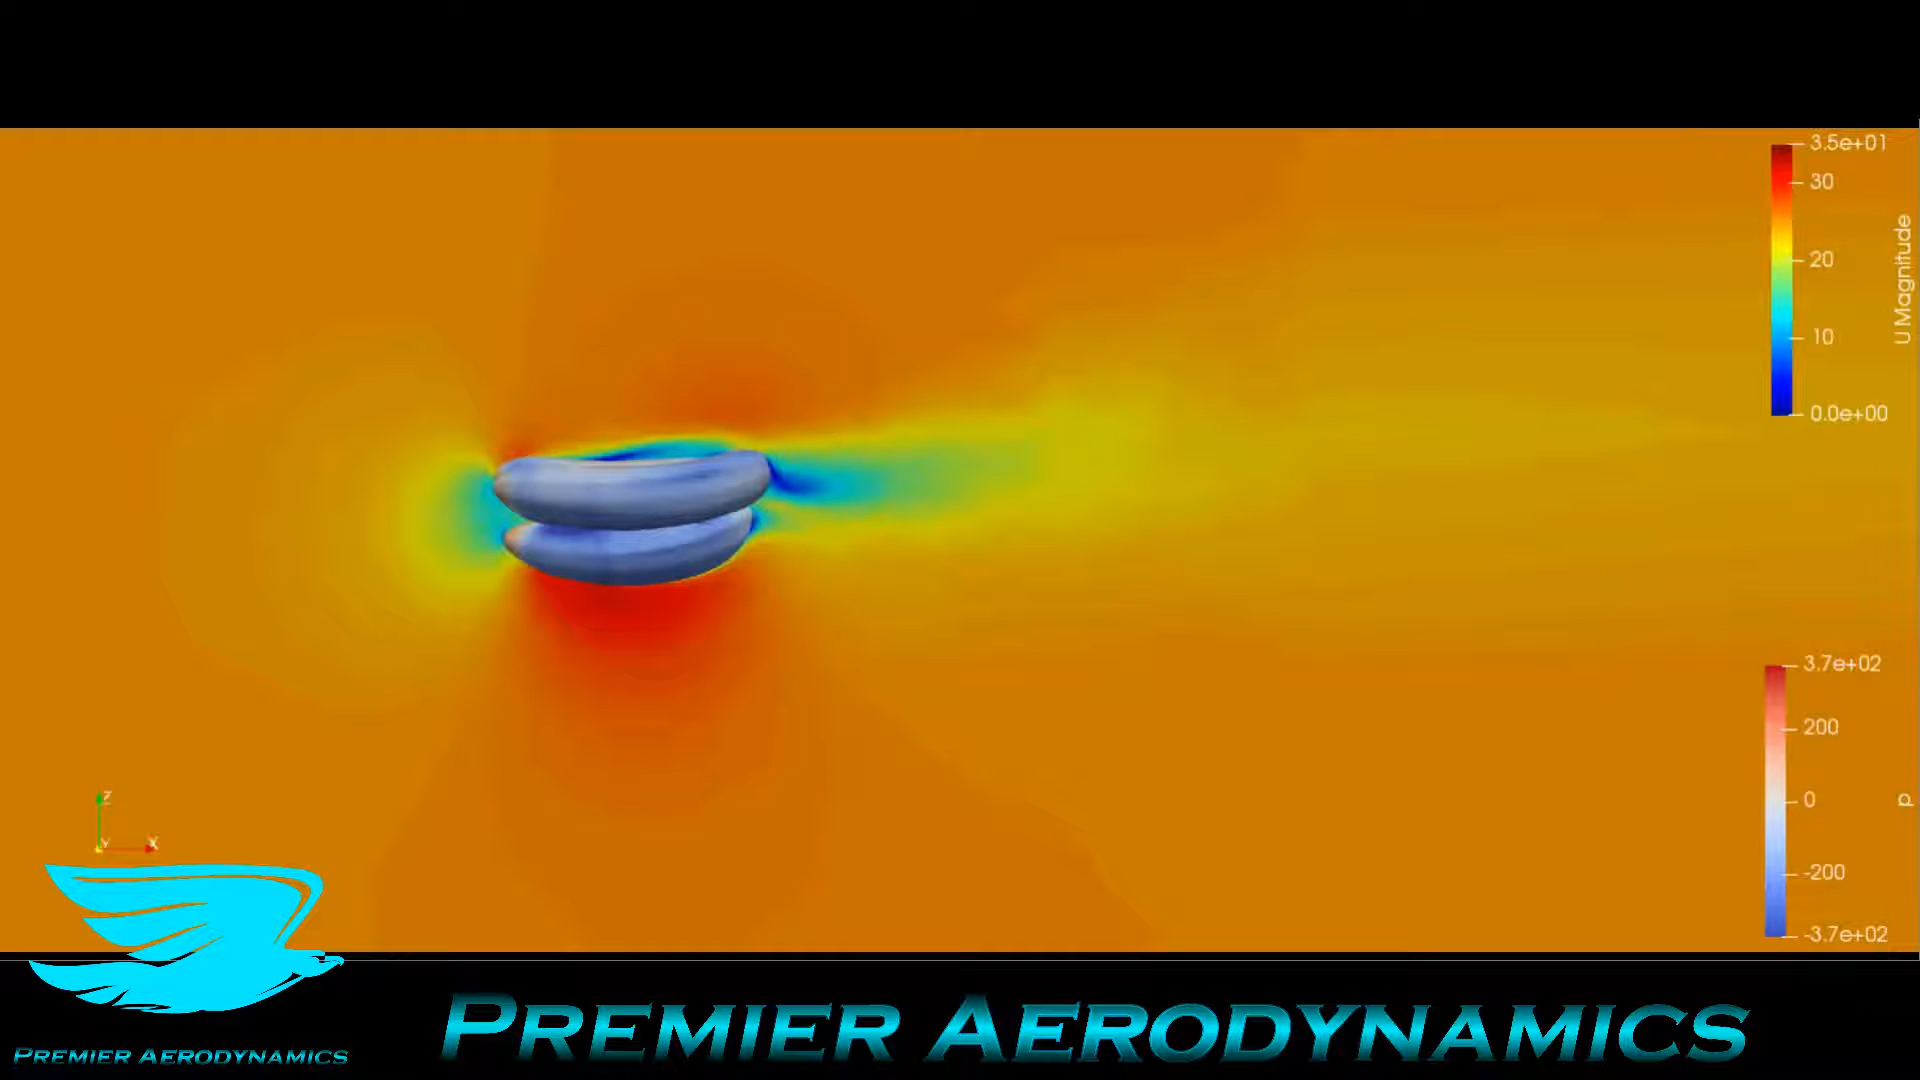 3.5e+01
30
20
10
0.0e+00
U Magnitude
3.7e+02
200
0
-200
-3.7e+02
p
Z
Y
X
PREMIER AERODYNAMICS
PREMIER AERODYNAMICS